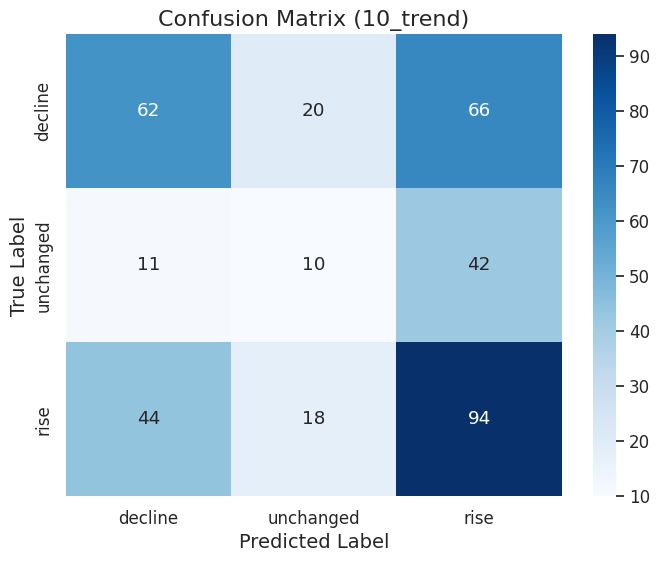 Confusion Matrix (10_trend)
True Label
decline
unchanged
rise
62 20 66
11 10 42
44 18 94
decline unchanged rise
Predicted Label
90
80
70
60
50
40
30
20
10